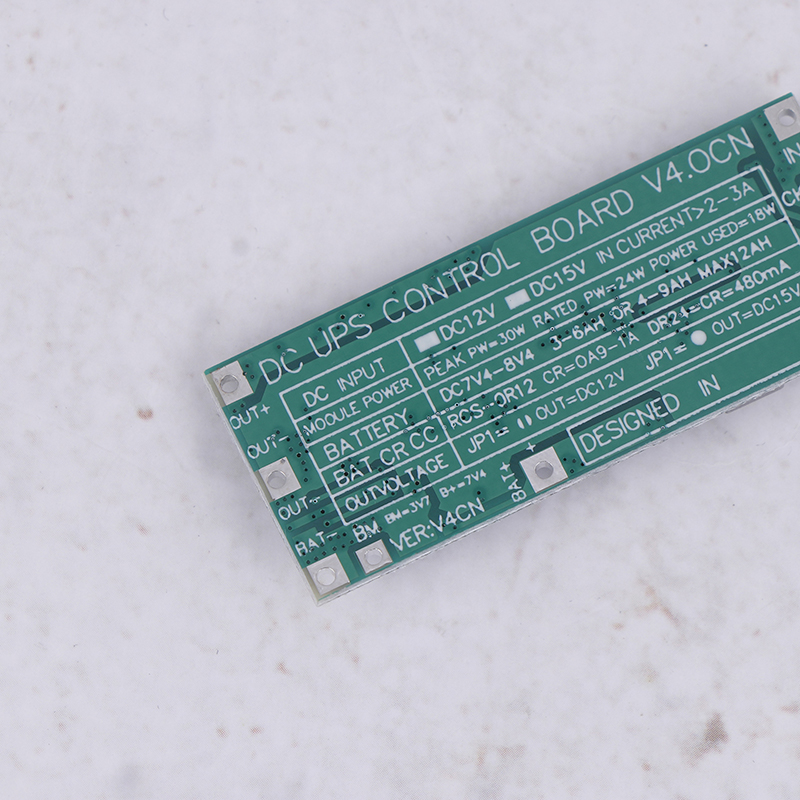 DC UPS CONTROL BOARD V4.0CN
DC INPUT DC12V DC15V IN CURRENT>2-3A
MODULE POWER PEAK PW=30W RATED PW=24W POWER USED=18W
BATTERY DC7V4-8V4 3-6AH OR 4-9AH MAX12AH
BAT CR CC RCS=0R12 CR=0A9-1A DR24=CR=480mA
OUTVOLTAGE JP1= OUT=DC12V JP1= OUT=DC15V
OUT+
OUT-
OUT-
BAT-
BM
BM=3V7 B+=7V4
VER:V4CN
BAT+
+
DESIGNED IN
IN